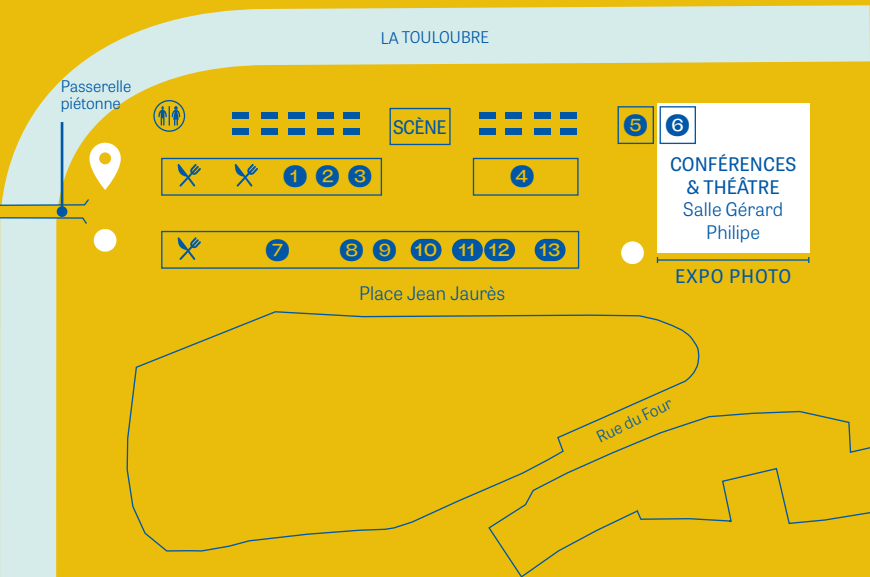 LA TOULOUBRE
Passerelle
piétonne
SCÈNE
5
6
1
2
3
4
CONFÉRENCES
& THÉÂTRE
Salle Gérard
Philipe
7
8
9
10
11
12
13
EXPO PHOTO
Place Jean Jaurès
Rue du Four